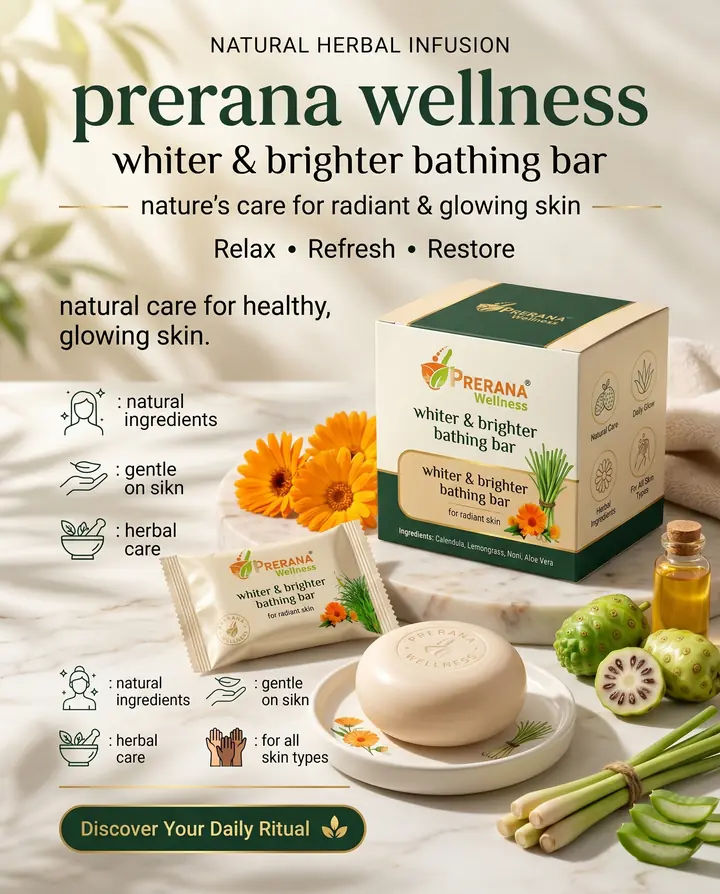 NATURAL HERBAL INFUSION
prerana wellness
whiter & brighter bathing bar
nature's care for radiant & glowing skin
Relax • Refresh • Restore
natural care for healthy,
glowing skin.
: natural
ingredients
: gentle
on sikn
: herbal
care
PRERANA
Wellness
PRERANA®
Wellness
whiter & brighter
bathing bar
whiter & brighter
bathing bar
for radiant skin
Ingredients: Calendula, Lemongrass, Noni, Aloe Vera
Natural Care
Daily Glow
Herbal
Ingredients
For All Skin
Types
PRERANA
Wellness
whiter & brighter
bathing bar
for radiant skin
PRERANA
WELLNESS
: natural
ingredients
: gentle
on sikn
: herbal
care
: for all
skin types
Discover Your Daily Ritual